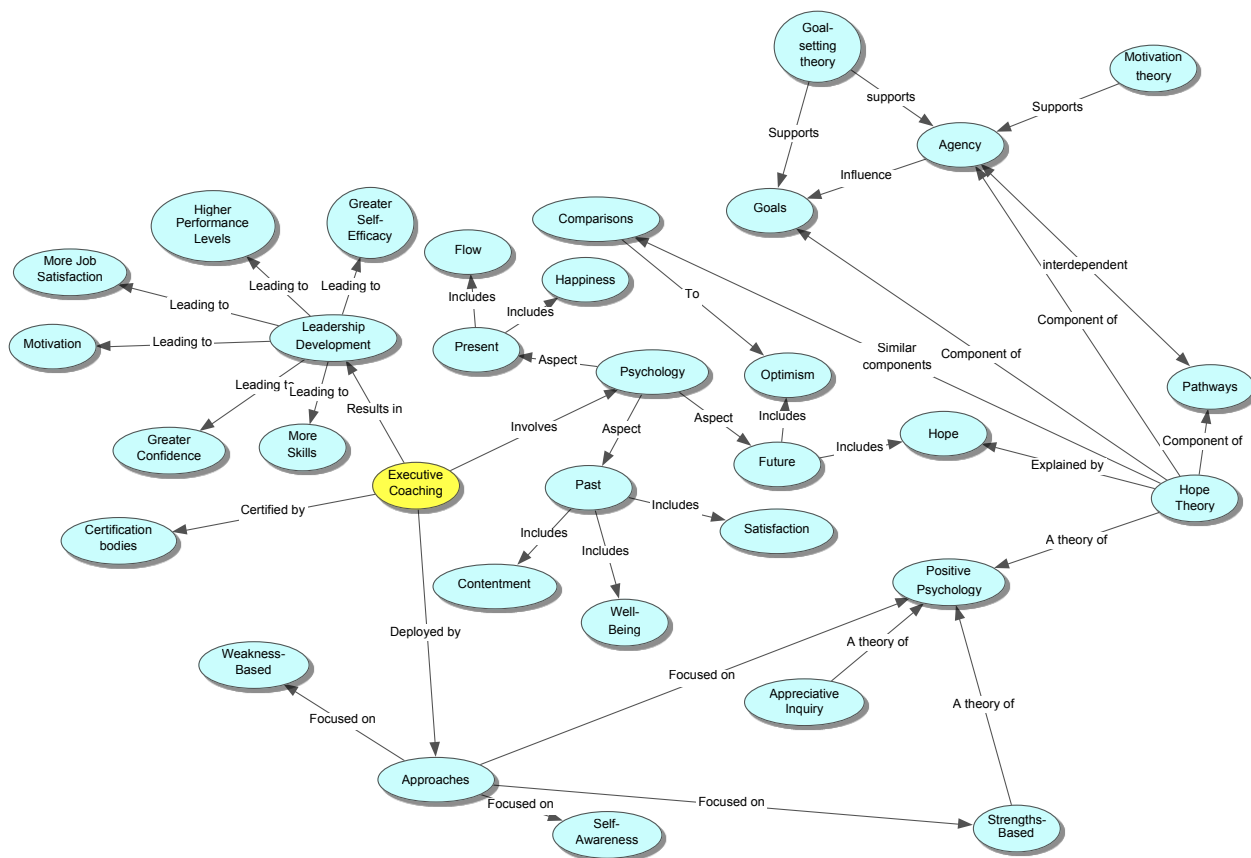 Goal-
setting
theory
Motivation
theory
supports
Supports
Supports
Agency
Influence
Goals
Higher
Performance
Levels
Greater
Self-
Efficacy
Comparisons
Flow
More Job
Satisfaction
Happiness
interdependent
Leading to
Leading to
Includes
To
Leading to
Includes
Component of
Motivation
Leading to
Leadership
Development
Present
Aspect
Psychology
Similar
components
Component of
Optimism
Pathways
Leading to
Leading to
Results in
Includes
Aspect
Involves
Aspect
Greater
Confidence
More
Skills
Hope
Includes
Component of
Future
Explained by
Executive
Coaching
Past
Hope
Theory
Certified by
Includes
Certification
bodies
Satisfaction
Includes
A theory of
Includes
Contentment
Positive
Psychology
Well-
Being
Deployed by
A theory of
Weakness-
Based
Focused on
Appreciative
Inquiry
A theory of
Focused on
Approaches
Focused on
Focused on
Self-
Awareness
Strengths-
Based